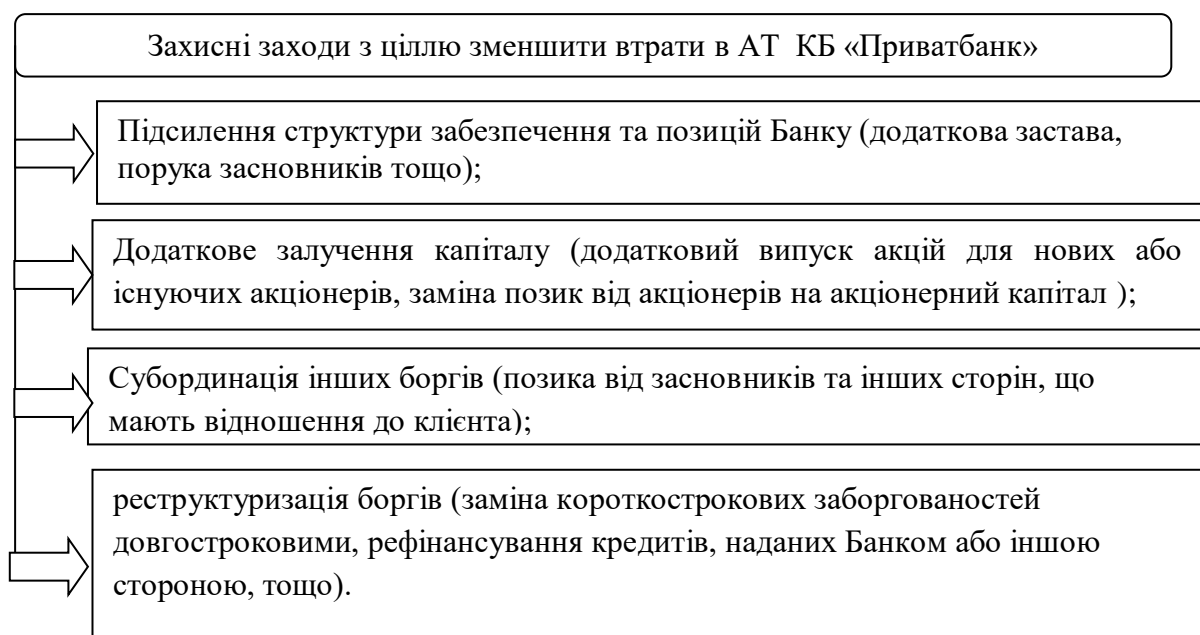 Захисні заходи з ціллю зменшити втрати в АТ КБ «Приватбанк»
Підсилення структури забезпечення та позицій Банку (додаткова застава,
порука засновників тощо);
Додаткове залучення капіталу (додатковий випуск акцій для нових або
існуючих акціонерів, заміна позик від акціонерів на акціонерний капітал );
Субординація інших боргів (позика від засновників та інших сторін, що
мають відношення до клієнта);
реструктуризація боргів (заміна короткострокових заборгованостей
довгостроковими, рефінансування кредитів, наданих Банком або іншою
стороною, тощо).